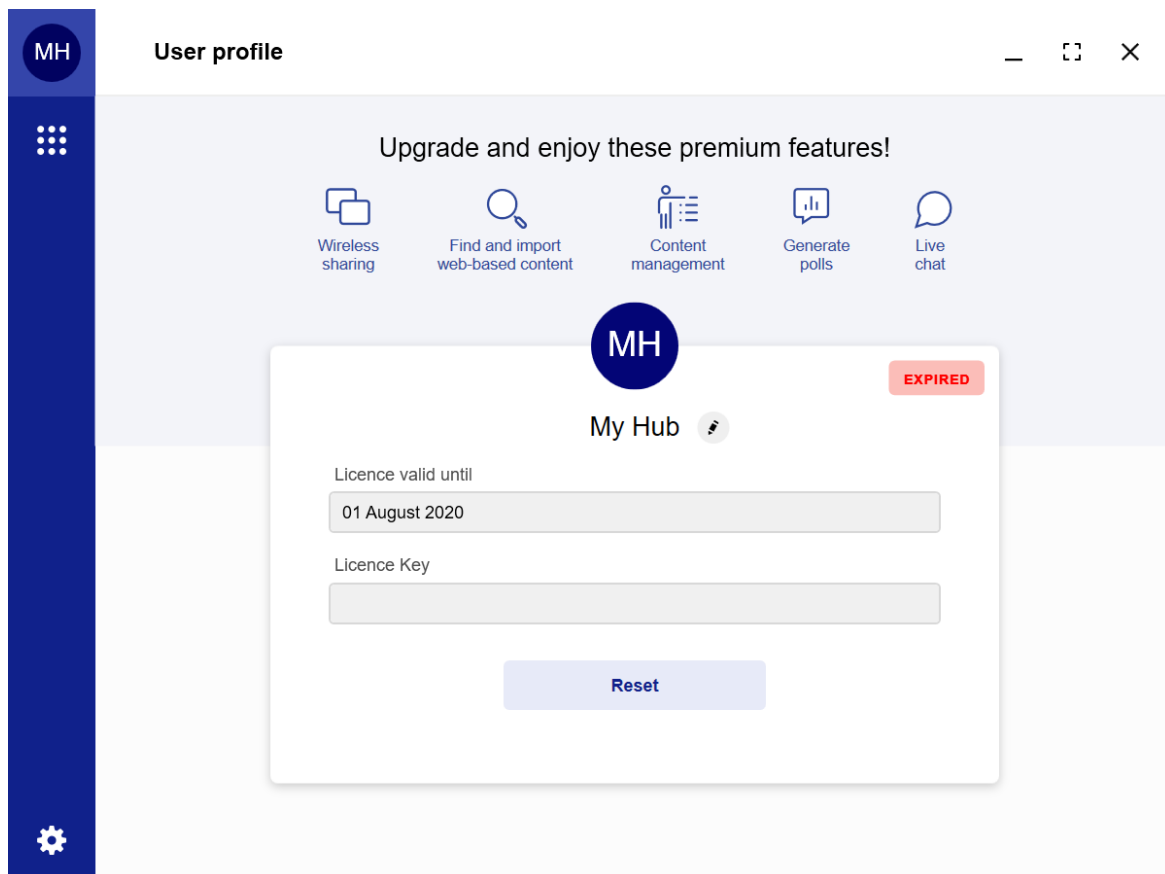 MH
User profile
Upgrade and enjoy these premium features!
Wireless
sharing
Find and import
web-based content
Content
management
Generate
polls
Live
chat
MH
EXPIRED
My Hub
Licence valid until
01 August 2020
Licence Key
Reset